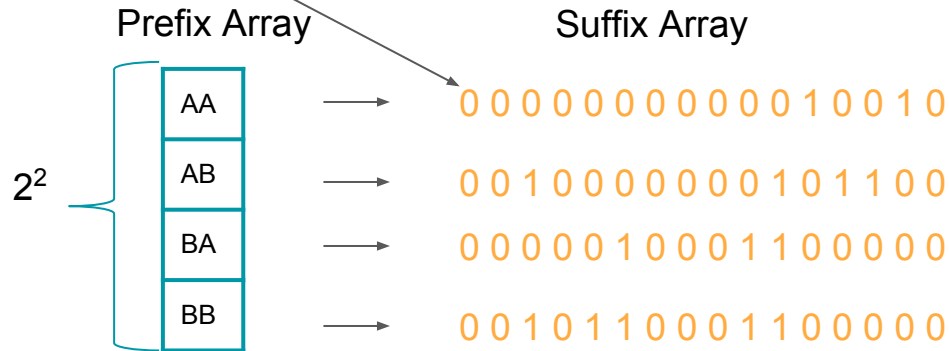 Prefix Array Suffix Array
AA 0 0 0 0 0 0 0 0 0 0 0 1 0 0 1 0
AB 0 0 1 0 0 0 0 0 0 0 1 0 1 1 0 0
2²
BA 0 0 0 0 0 1 0 0 0 1 1 0 0 0 0 0
BB 0 0 1 0 1 1 0 0 0 1 1 0 0 0 0 0